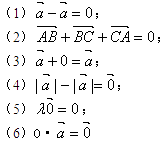 (1) $\vec{a}-\vec{a}=0$;
(2) $\overrightarrow{AB}+\overrightarrow{BC}+\overrightarrow{CA}=0$;
(3) $\vec{a}+0=\vec{a}$;
(4) $|\vec{a}|-|\vec{a}|=\vec{0}$;
(5) $\lambda\vec{0}=0$;
(6) $0\cdot\vec{a}=\vec{0}$